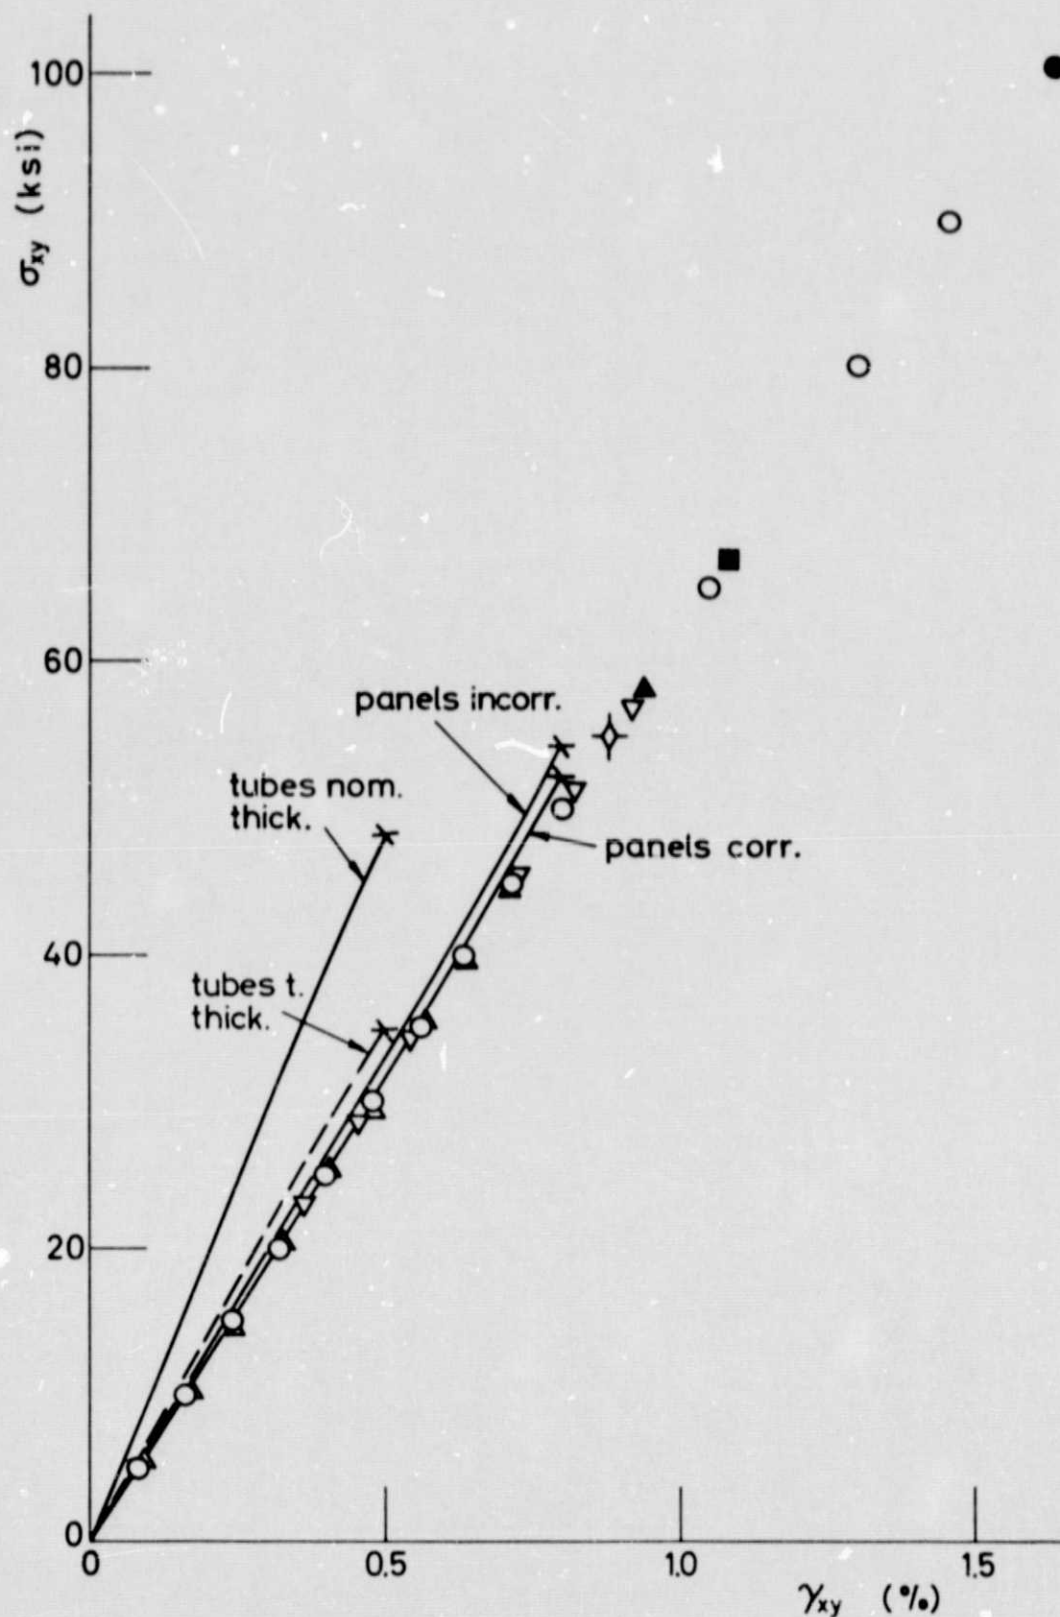 100
σxy (ksi)
80
60
panels incorr.
tubes nom.
thick.
panels corr.
40
tubes t.
thick.
20
0
0
0.5
1.0
1.5
γxy (%)